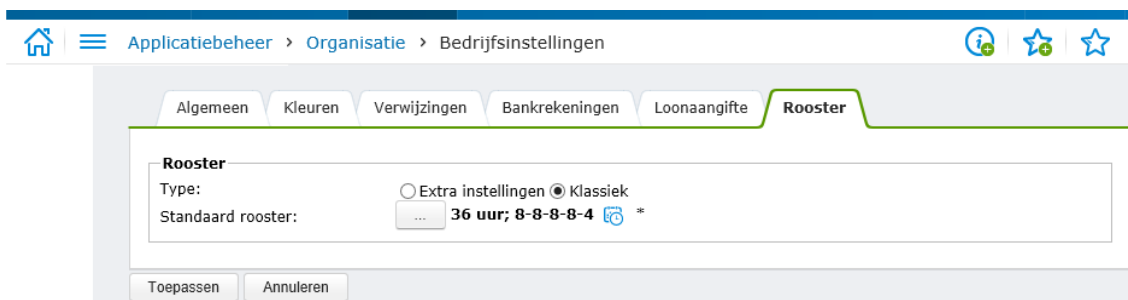 Applicatiebeheer > Organisatie > Bedrijfsinstellingen
Algemeen Kleuren Verwijzingen Bankrekeningen Loonaangifte Rooster
Rooster
Type: Extra instellingen Klassiek
Standaard rooster: ... 36 uur; 8-8-8-8-4 *
Toepassen Annuleren